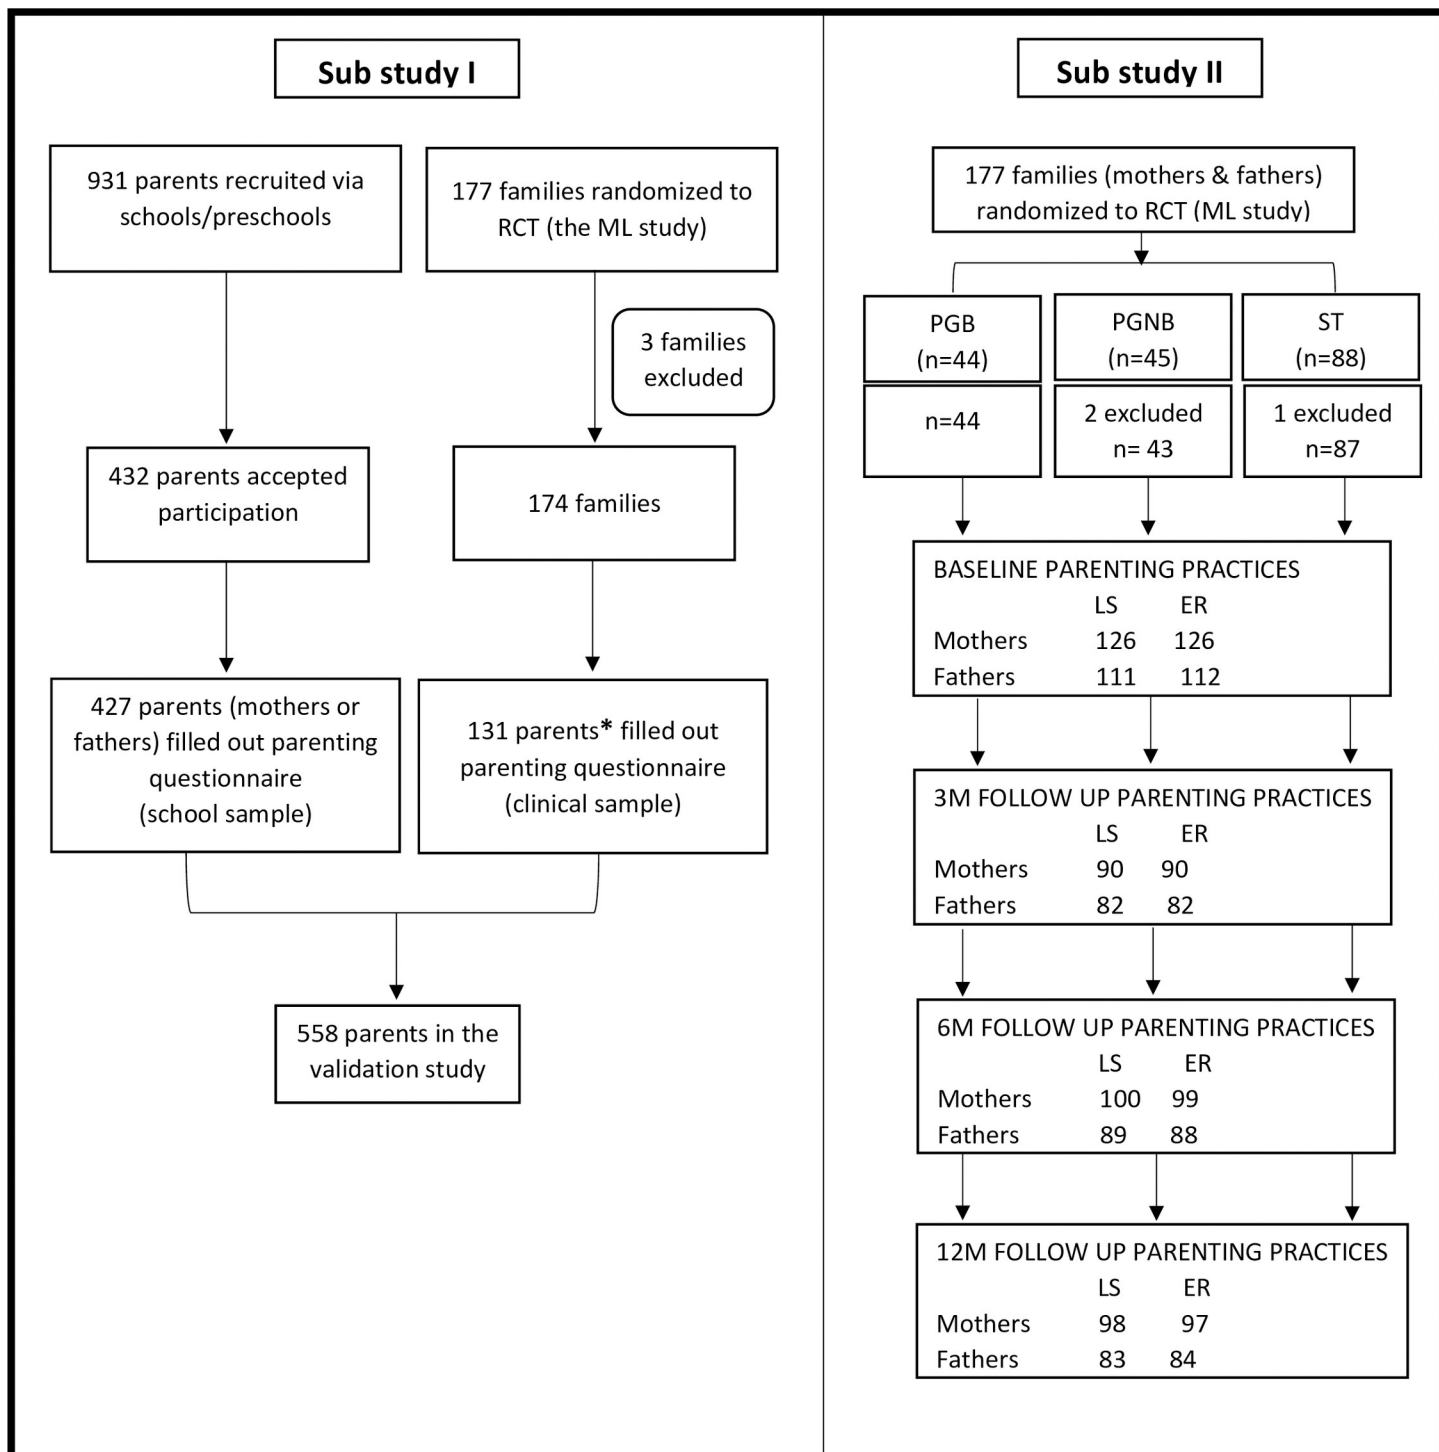 Sub study I
931 parents recruited via
schools/preschools
177 families randomized to
RCT (the ML study)
3 families
excluded
432 parents accepted
participation
174 families
427 parents (mothers or
fathers) filled out parenting
questionnaire
(school sample)
131 parents* filled out
parenting questionnaire
(clinical sample)
558 parents in the
validation study
Sub study II
177 families (mothers & fathers)
randomized to RCT (ML study)
PGB
(n=44)
PGNB
(n=45)
ST
(n=88)
n=44
2 excluded
n= 43
1 excluded
n=87
BASELINE PARENTING PRACTICES
LS ER
Mothers 126 126
Fathers 111 112
3M FOLLOW UP PARENTING PRACTICES
LS ER
Mothers 90 90
Fathers 82 82
6M FOLLOW UP PARENTING PRACTICES
LS ER
Mothers 100 99
Fathers 89 88
12M FOLLOW UP PARENTING PRACTICES
LS ER
Mothers 98 97
Fathers 83 84